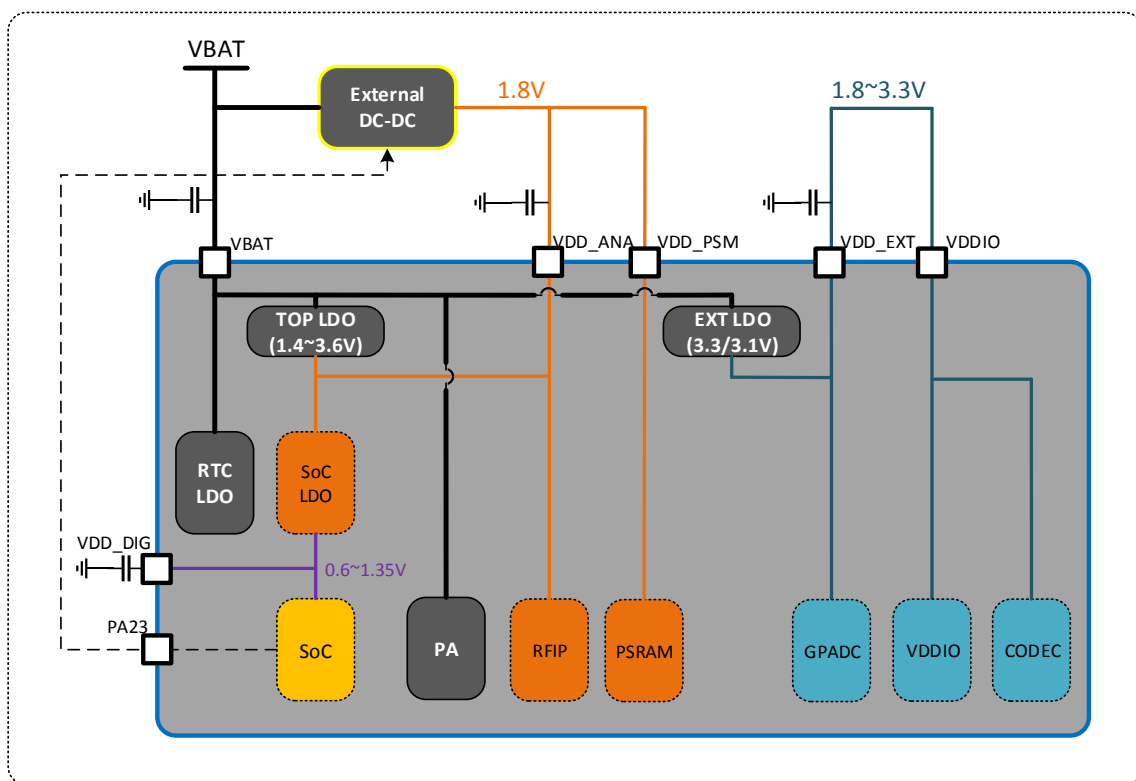 VBAT
External
DC-DC
1.8V
1.8~3.3V
VBAT
VDD_ANA
VDD_PSM
VDD_EXT
VDDIO
TOP LDO
(1.4~3.6V)
EXT LDO
(3.3/3.1V)
RTC
LDO
SoC
LDO
VDD_DIG
0.6~1.35V
PA23
SoC
PA
RFIP
PSRAM
GPADC
VDDIO
CODEC